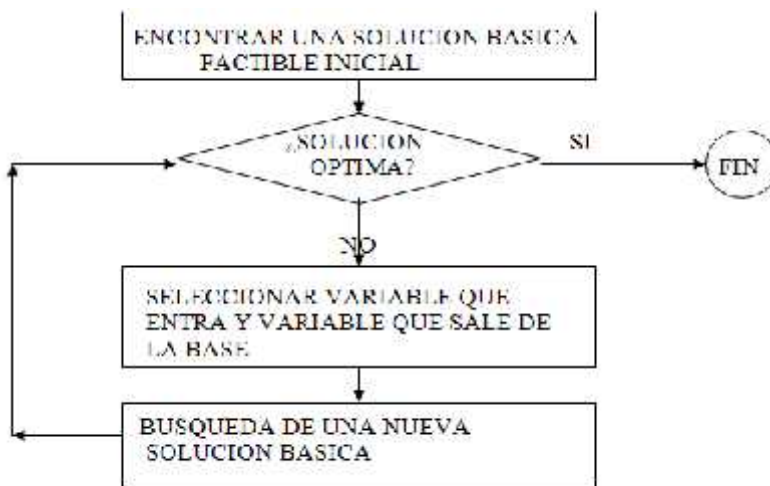 ENCONTRAR UNA SOLUCION BASICA
FACTIBLE INICIAL
¿SOLUCION
OPTIMA?
SI
FIN
NO
SELECCIONAR VARIABLE QUE
ENTRA Y VARIABLE QUE SALE DE
LA BASE
BUSQUEDA DE UNA NUEVA
SOLUCION BASICA